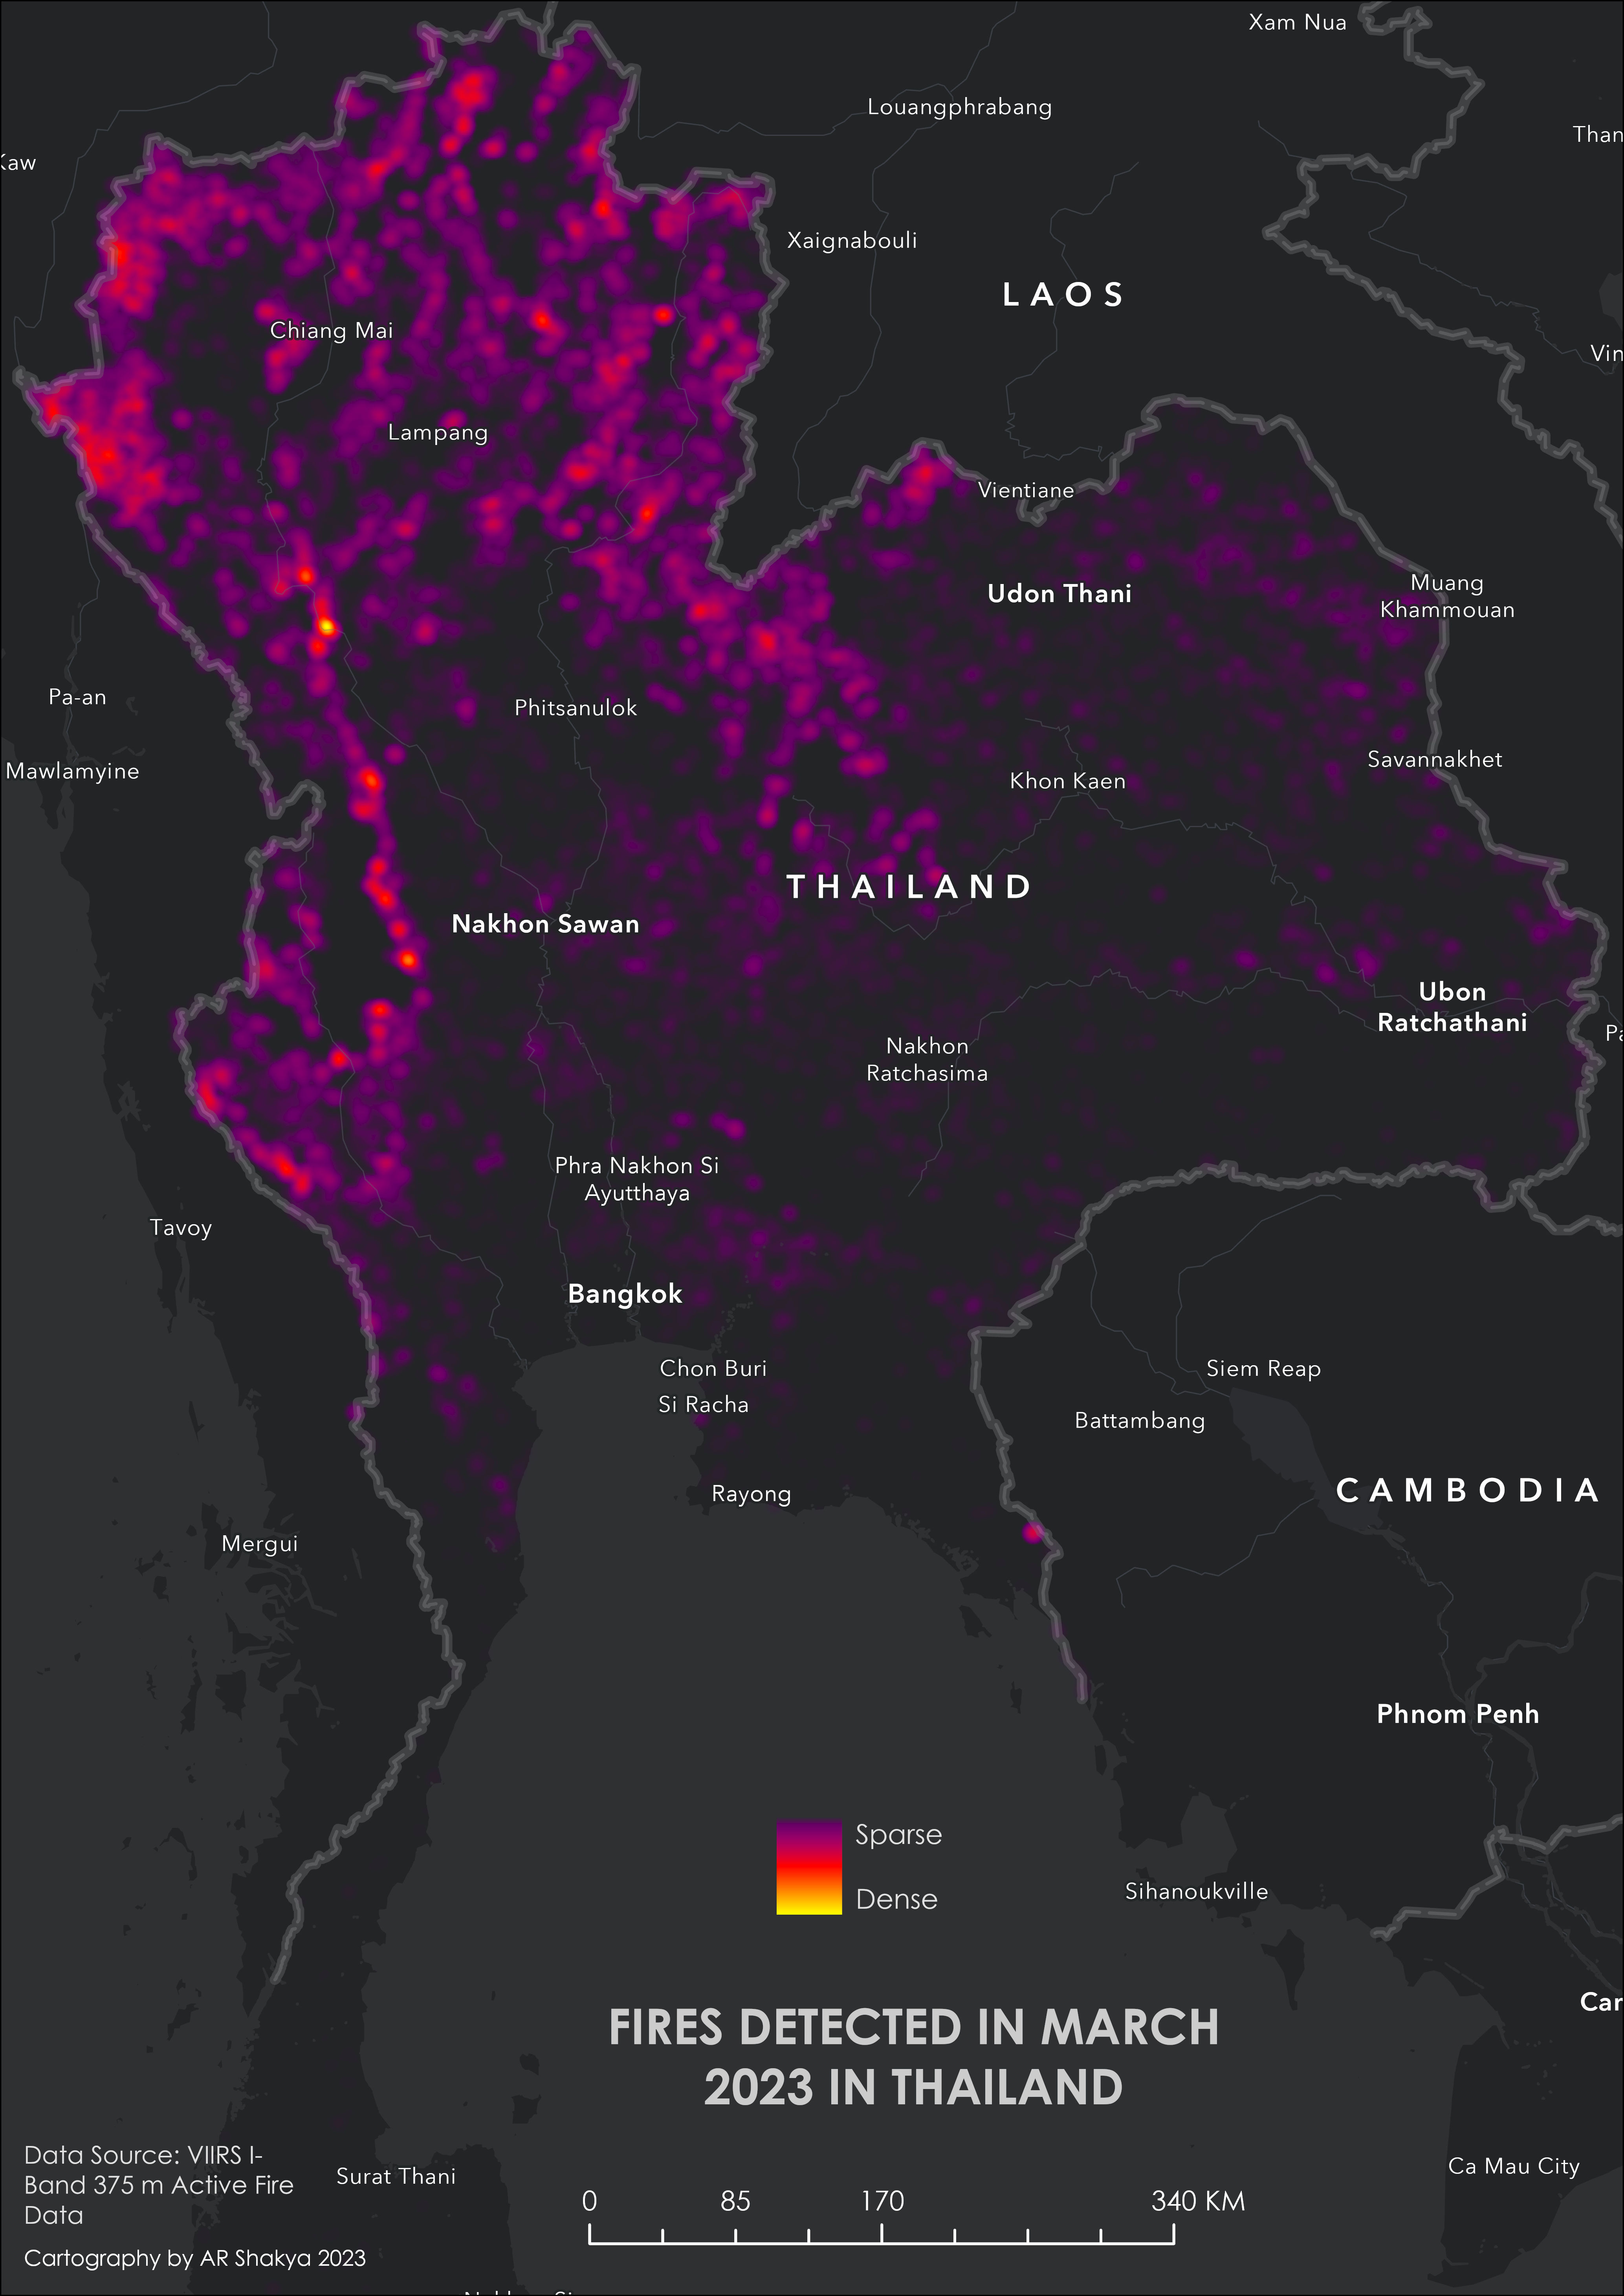 Xam Nua
Louangphrabang
Than
Kaw
Xaignabouli
LAOS
Chiang Mai
Vin
Lampang
Vientiane
Udon Thani
Muang
Khammouan
Pa-an
Phitsanulok
Mawlamyine
Savannakhet
Khon Kaen
THAILAND
Nakhon Sawan
Ubon
Ratchathani
Pa
Nakhon
Ratchasima
Phra Nakhon Si
Ayutthaya
Tavoy
Bangkok
Chon Buri
Siem Reap
Si Racha
Battambang
Rayong
CAMBODIA
Mergui
Phnom Penh
Sparse
Dense
Sihanoukville
Car
FIRES DETECTED IN MARCH
2023 IN THAILAND
Data Source: VIIRS I-
Band 375 m Active Fire
Data
Surat Thani
Ca Mau City
0 85 170 340 KM
Cartography by AR Shakya 2023